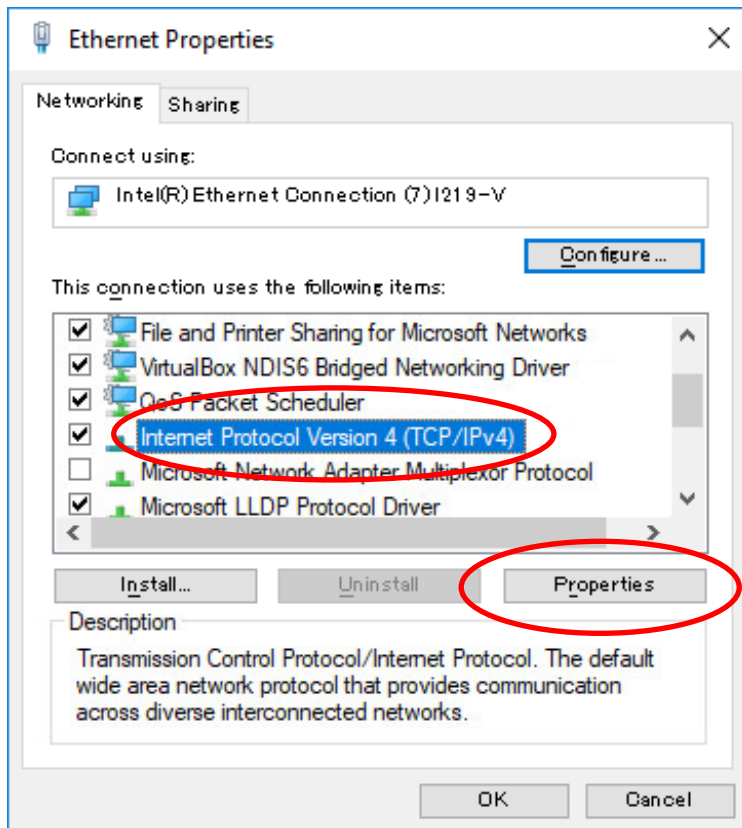 Ethernet Properties
Networking
Sharing
Connect using:
Intel(R) Ethernet Connection (7) I219-V
Configure...
This connection uses the following items:
File and Printer Sharing for Microsoft Networks
VirtualBox NDIS6 Bridged Networking Driver
QoS Packet Scheduler
Internet Protocol Version 4 (TCP/IPv4)
Microsoft Network Adapter Multiplexor Protocol
Microsoft LLDP Protocol Driver
Install...
Uninstall
Properties
Description
Transmission Control Protocol/Internet Protocol. The default
wide area network protocol that provides communication
across diverse interconnected networks.
OK
Cancel